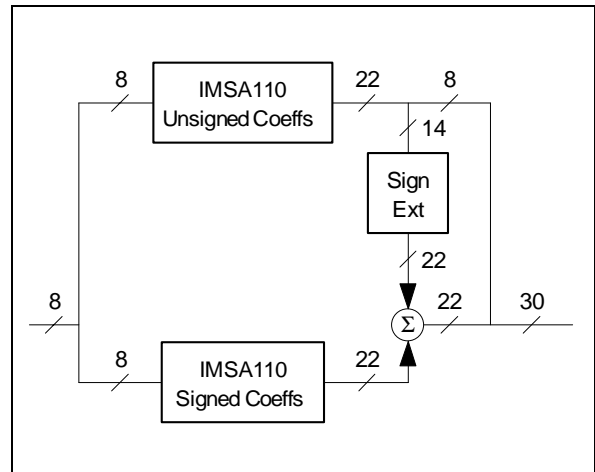 8
IMSA110
Unsigned Coeffs
22
8
14
Sign
Ext
22
8
Σ
22
30
8
IMSA110
Signed Coeffs
22